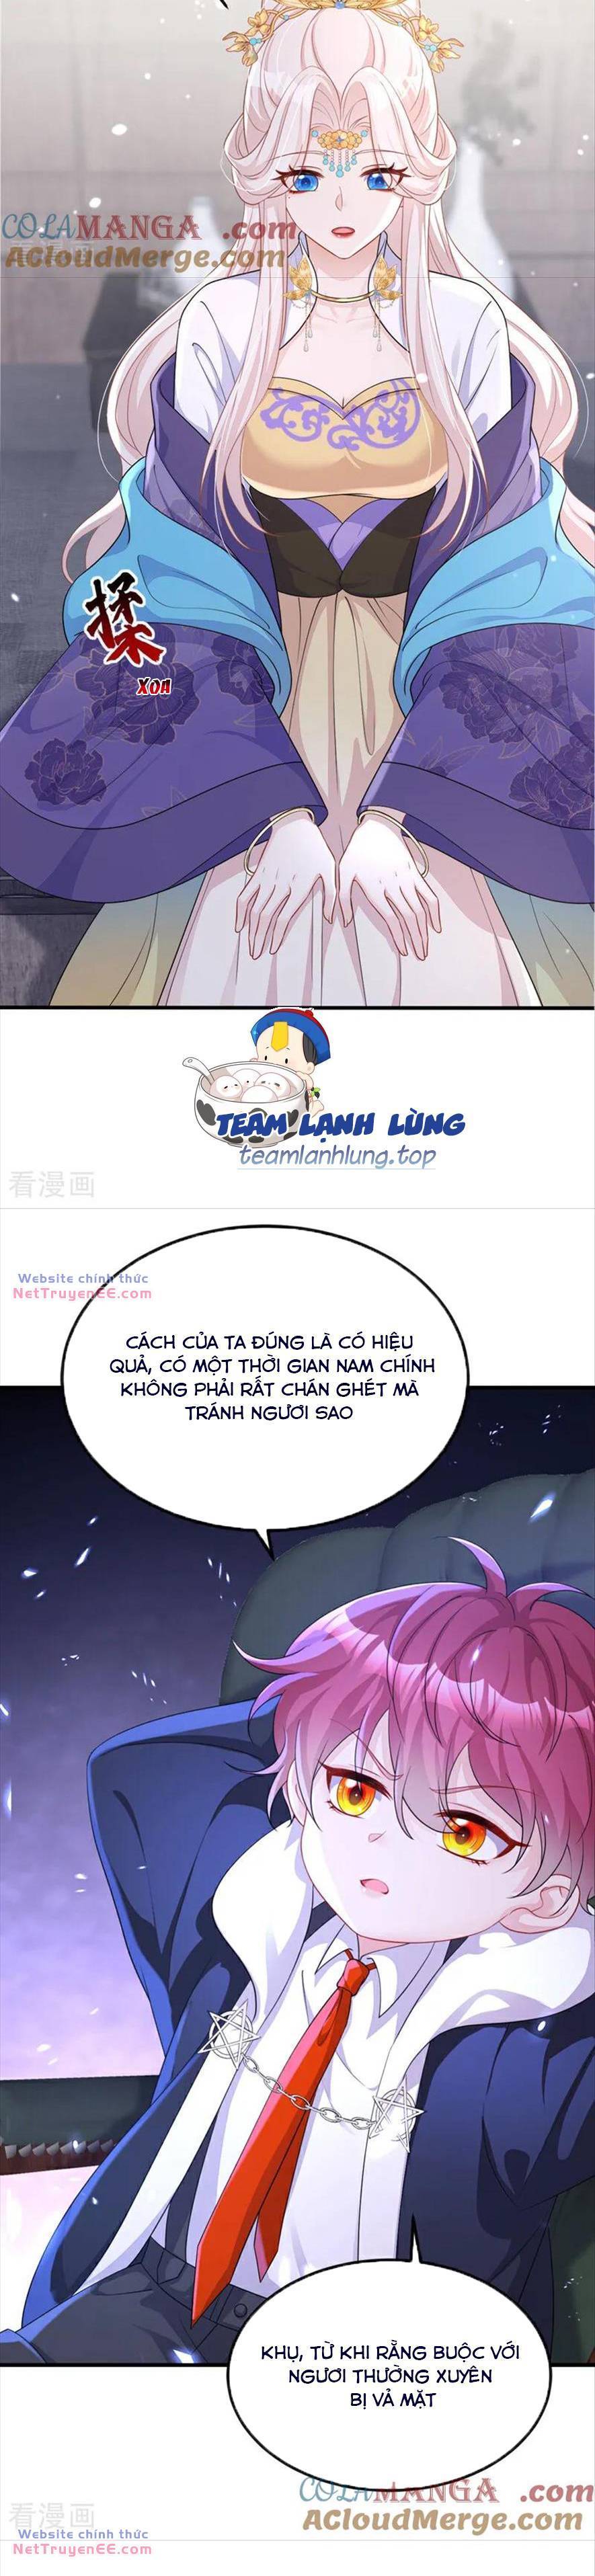 COLAMANGA.com
看漫画
ACloudMerge.com
揉
XOA
TEAM LẠNH LÙNG
teamlanhlung.top
看漫画
Website chính thức
NetTruyenEE.com
CÁCH CỦA TA ĐÚNG LÀ CÓ HIỆU
QUẢ, CÓ MỘT THỜI GIAN NAM CHÍNH
KHÔNG PHẢI RẤT CHÁN GHÉT MÀ
TRÁNH NGƯƠI SAO
KHỤ, TỪ KHI RẰNG BUỘC VỚI
NGƯƠI THƯỜNG XUYÊN
BỊ VẢ MẶT
COLAMANGA.com
ACloudMerge.com
看漫画
Website chính thức
NetTruyenEE.com